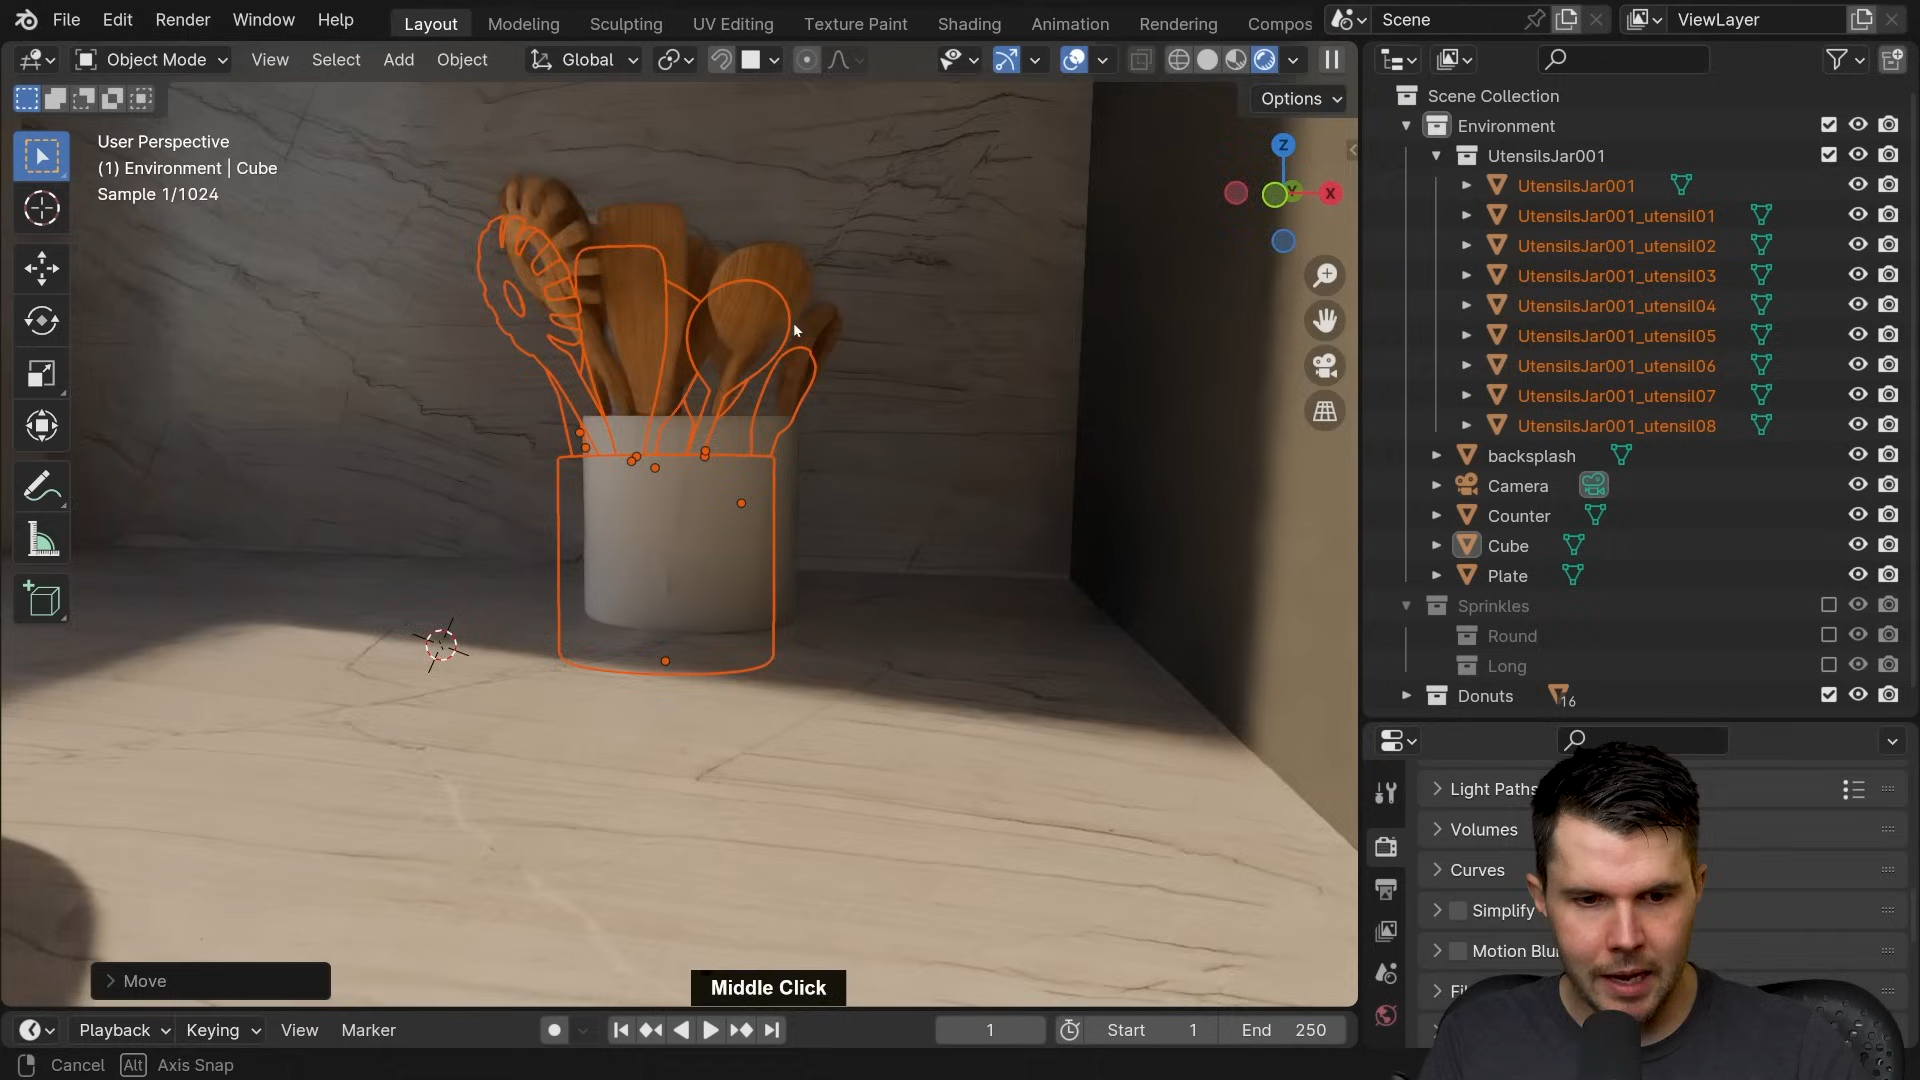 File Edit Render Window Help Layout Modeling Sculpting UV Editing Texture Paint Shading Animation Rendering Compos Scene ViewLayer
Object Mode View Select Add Object Global
Options
User Perspective
(1) Environment | Cube
Sample 1/1024
Z
Y
X
Scene Collection
Environment
UtensilsJar001
UtensilsJar001
UtensilsJar001_utensil01
UtensilsJar001_utensil02
UtensilsJar001_utensil03
UtensilsJar001_utensil04
UtensilsJar001_utensil05
UtensilsJar001_utensil06
UtensilsJar001_utensil07
UtensilsJar001_utensil08
backsplash
Camera
Counter
Cube
Plate
Sprinkles
Round
Long
Donuts 16
Light Paths
Volumes
Curves
Simplify
Motion Blu
Fil
Move
Middle Click
Playback Keying View Marker 1 Start 1 End 250
Cancel Alt Axis Snap